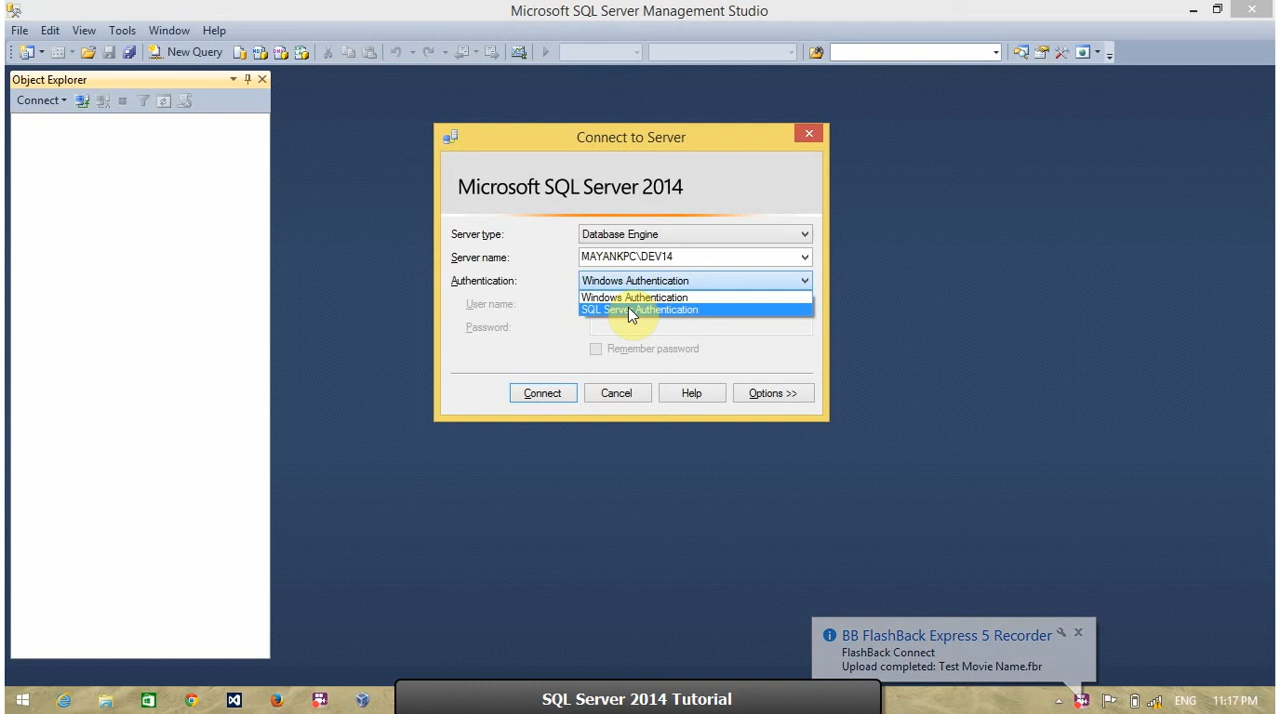 Microsoft SQL Server Management Studio
File Edit View Tools Window Help
New Query
Object Explorer
Connect
Connect to Server
Microsoft SQL Server 2014
Server type: Database Engine
Server name: MAYANKPC\DEV14
Authentication: Windows Authentication
Windows Authentication
SQL Server Authentication
User name:
Password:
Remember password
Connect Cancel Help Options >>
BB FlashBack Express 5 Recorder
FlashBack Connect
Upload completed: Test Movie Name.fbr
SQL Server 2014 Tutorial
ENG 11:17 PM